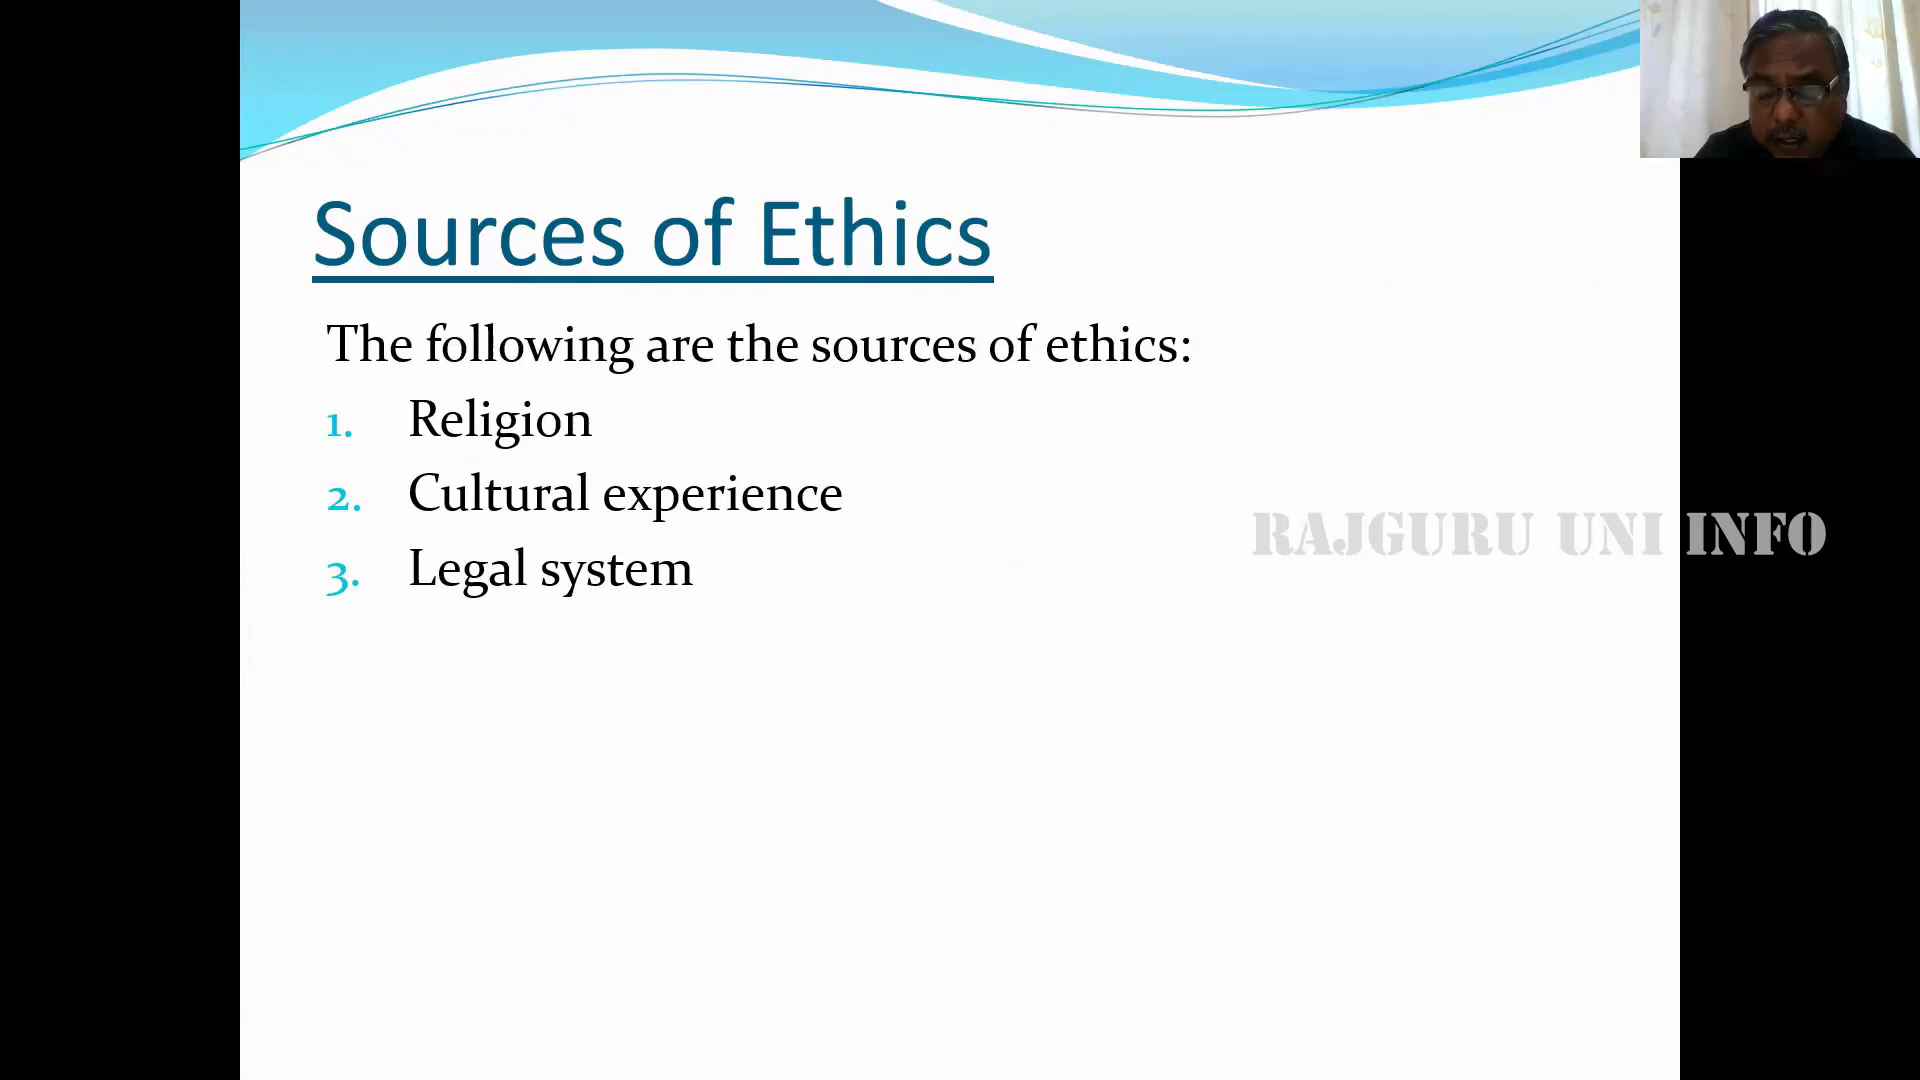 Sources of Ethics
The following are the sources of ethics:
1. Religion
2. Cultural experience
3. Legal system
RAJGURU UNI INFO